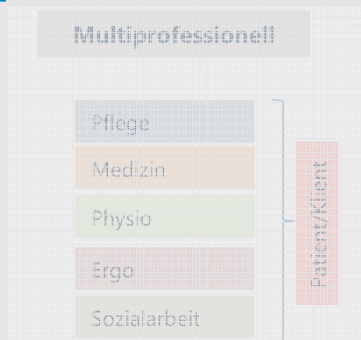 Multiprofessionell
Pflege
Medizin
Physio
Ergo
Sozialarbeit
Patient/Klient